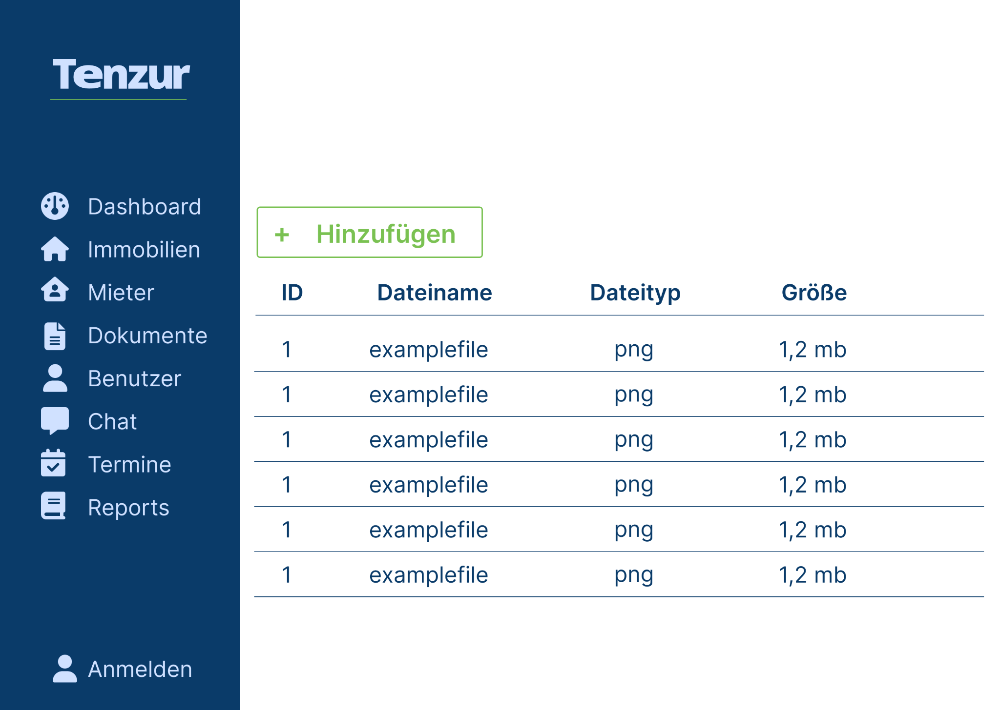 Tenzur
Dashboard
Immobilien
Mieter
Dokumente
Benutzer
Chat
Termine
Reports
Anmelden
+ Hinzufügen
ID Dateiname Dateityp Größe
1 examplefile png 1,2 mb
1 examplefile png 1,2 mb
1 examplefile png 1,2 mb
1 examplefile png 1,2 mb
1 examplefile png 1,2 mb
1 examplefile png 1,2 mb